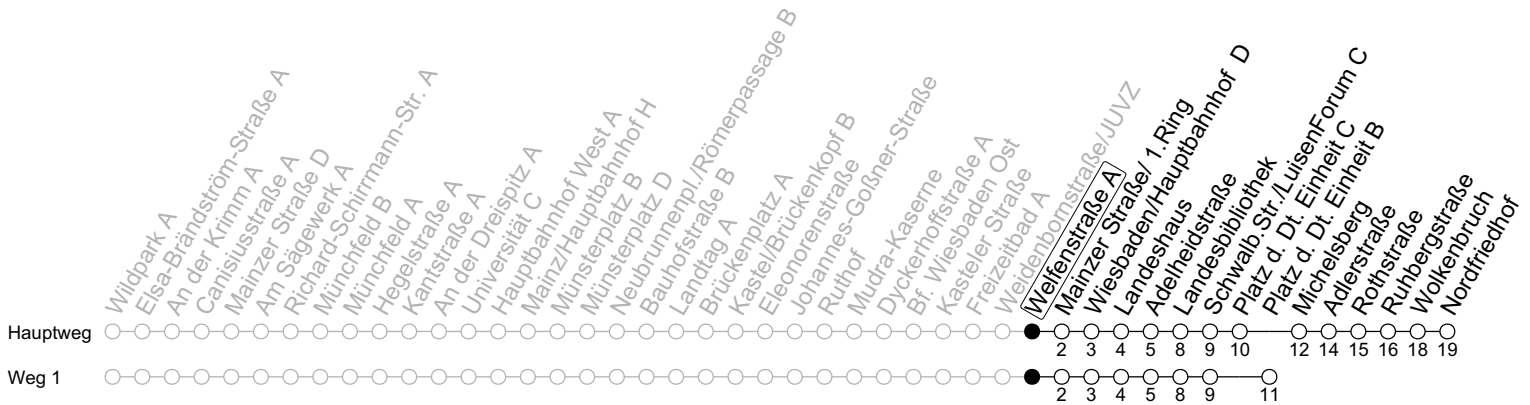 Wildpark A
Elsa-Brändström-Straße A
An der Krimm A
Canisiusstraße A
Mainzer Straße D
Am Sägewerk A
Richard-Schirrmann-Str. A
Münchfeld B
Münchfeld A
Hegelstraße A
Kantstraße A
An der Dreispitz A
Universität C
Hauptbahnhof West A
Mainz/Hauptbahnhof H
Münsterplatz B
Münsterplatz D
Neubrunnenpl./Römerpassage B
Bauhofstraße B
Landtag A
Brückenplatz A
Kastel/Brückenkopf B
Eleonorenstraße
Johannes-Goßner-Straße
Ruthof
Mudra-Kaserne
Dyckerhoffstraße A
Bf. Wiesbaden Ost
Kasteler Straße
Freizeitbad A
Weidenbornstraße/JUVZ
Welfenstraße A
Mainzer Straße/ 1.Ring
Wiesbaden/Hauptbahnhof D
Landeshaus
Adelheidstraße
Landesbibliothek
Schwalb.Str./LuisenForum C
Platz d. Dt. Einheit C
Platz d. Dt. Einheit B
Michelsberg
Adlerstraße
Rothstraße
Ruhbergstraße
Wolkenbruch
Nordfriedhof
Hauptweg
2 3 4 5 8 9 10 12 14 15 16 18 19
Weg 1
2 3 4 5 8 9 11